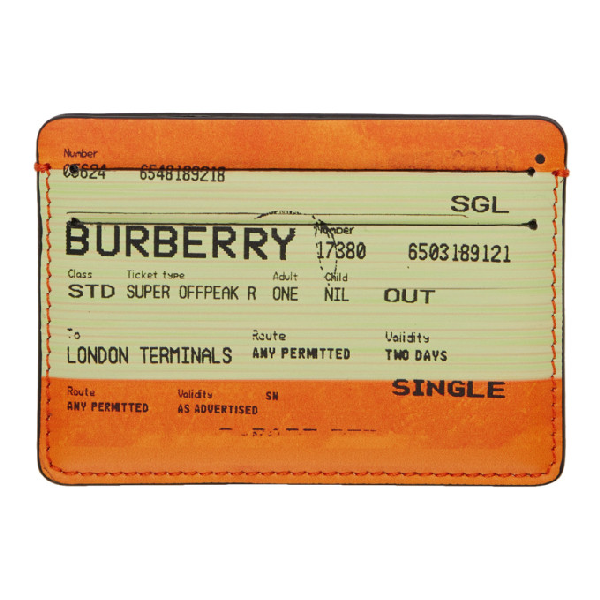 Number
6548189218
SGL
BURBERRY
Number
17380 6503189121
Class Ticket type Adult Child
STD SUPER OFFPEAK R ONE NIL OUT
To Route Validity
LONDON TERMINALS ANY PERMITTED TWO DAYS
SINGLE
Route Validity SN
ANY PERMITTED AS ADVERTISED